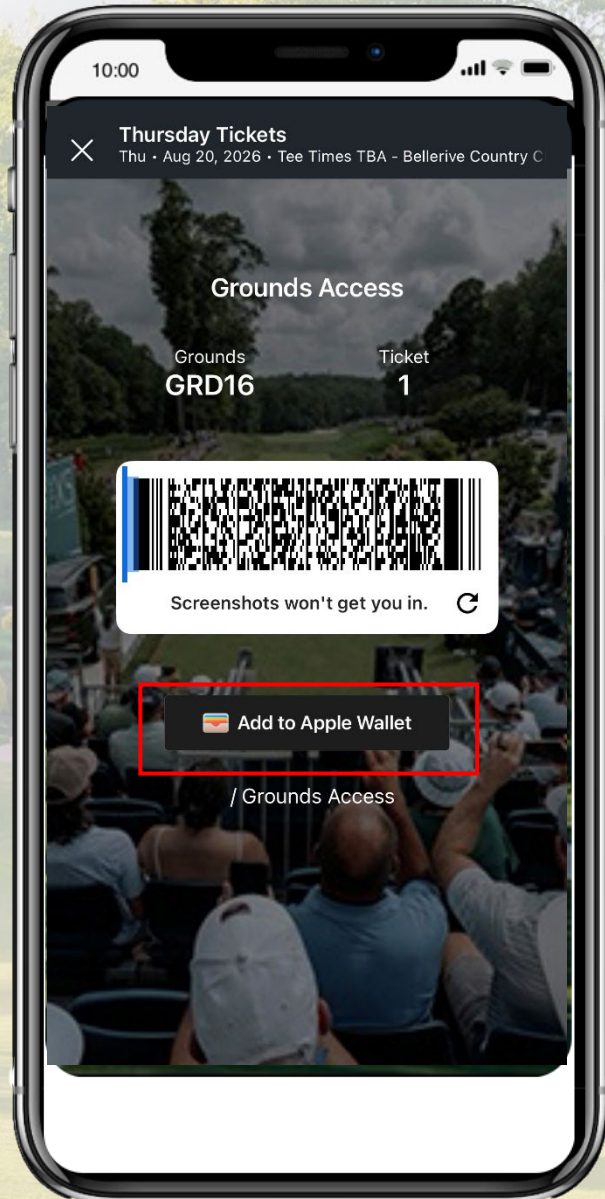 10:00
Thursday Tickets
Thu • Aug 20, 2026 • Tee Times TBA - Bellerive Country C
Grounds Access
Grounds Ticket
GRD16 1
Screenshots won't get you in.
Add to Apple Wallet
/ Grounds Access